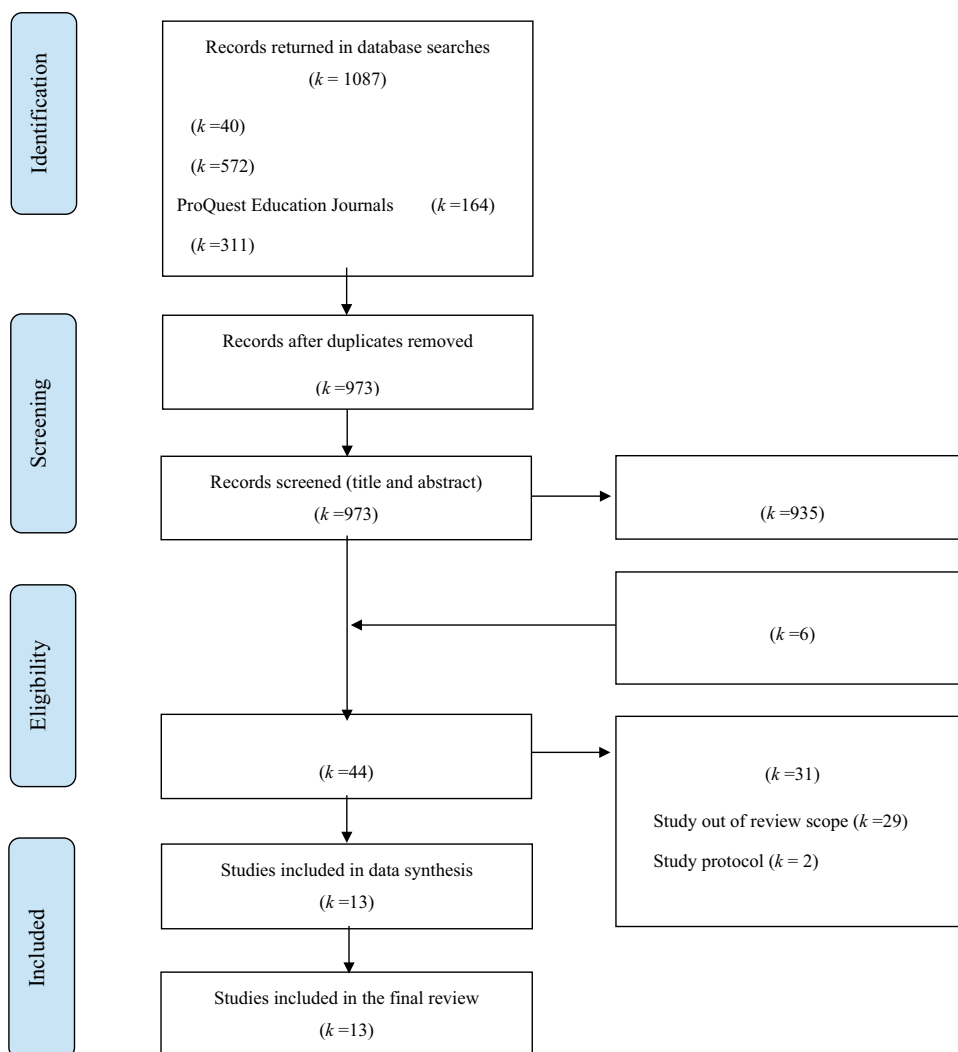 Identification
Records returned in database searches
(k = 1087)
(k =40)
(k =572)
ProQuest Education Journals (k =164)
(k =311)
Screening
Records after duplicates removed
(k =973)
Records screened (title and abstract)
(k =973)
(k =935)
Eligibility
(k =6)
(k =44)
(k =31)
Study out of review scope (k =29)
Study protocol (k = 2)
Included
Studies included in data synthesis
(k =13)
Studies included in the final review
(k =13)